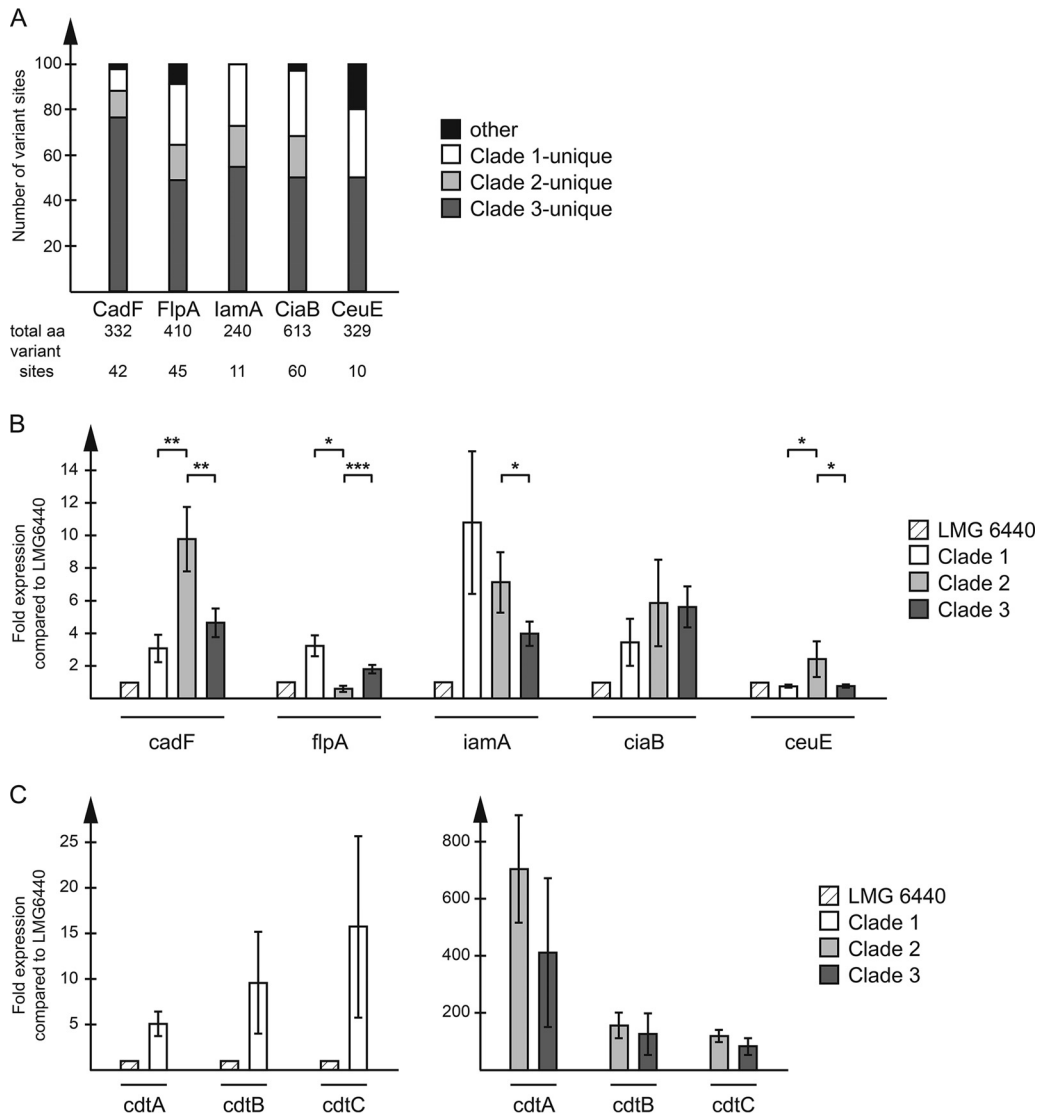 A
Number of variant sites
100
80
60
40
20
other
Clade 1-unique
Clade 2-unique
Clade 3-unique
CadF FlpA IamA CiaB CeuE
total aa 332 410 240 613 329
variant
sites 42 45 11 60 10
B
Fold expression
compared to LMG6440
14
12
10
8
6
4
2
** * * *
** *** *
LMG 6440
Clade 1
Clade 2
Clade 3
cadF flpA iamA ciaB ceuE
C
Fold expression
compared to LMG6440
25
20
15
10
5
cdtA cdtB cdtC
800
600
400
200
cdtA cdtB cdtC
LMG 6440
Clade 1
Clade 2
Clade 3